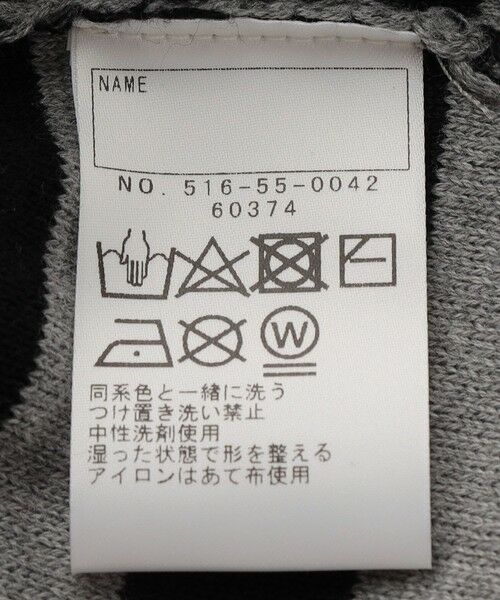 NAME
NO. 516-55-0042
60374
W
同系色と一緒に洗う
つけ置き洗い禁止
中性洗剤使用
湿った状態で形を整える
アイロンはあて布使用